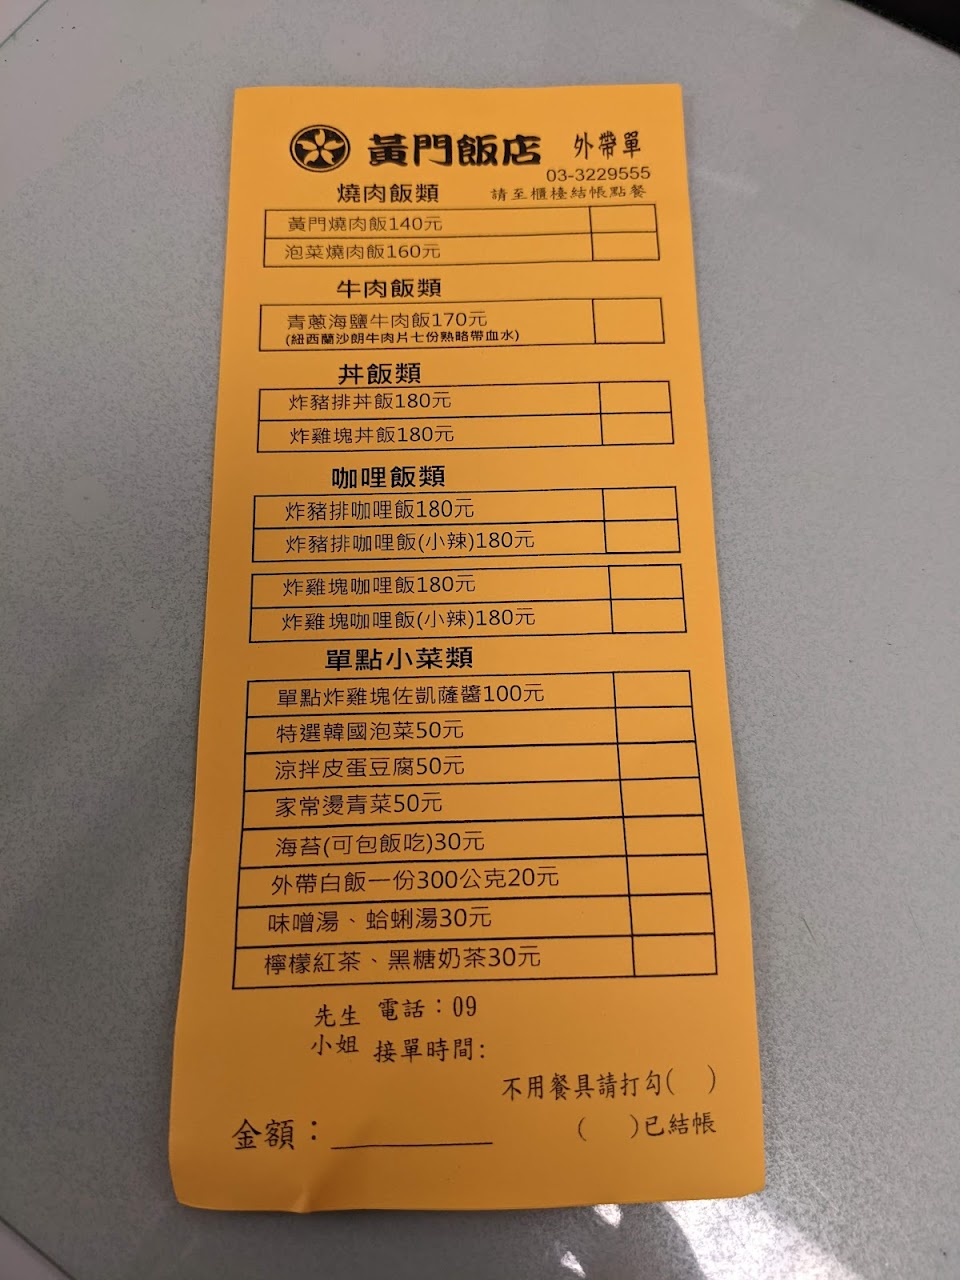 黃門飯店 外帶單
03-3229555
燒肉飯類 請至櫃檯結帳點餐
黃門燒肉飯140元
泡菜燒肉飯160元
牛肉飯類
青蔥海鹽牛肉飯170元
(紐西蘭沙朗牛肉片七份熟略帶血水)
丼飯類
炸豬排丼飯180元
炸雞塊丼飯180元
咖哩飯類
炸豬排咖哩飯180元
炸豬排咖哩飯(小辣)180元
炸雞塊咖哩飯180元
炸雞塊咖哩飯(小辣)180元
單點小菜類
單點炸雞塊佐凱薩醬100元
特選韓國泡菜50元
涼拌皮蛋豆腐50元
家常燙青菜50元
海苔(可包飯吃)30元
外帶白飯一份300公克20元
味噌湯、蛤蜊湯30元
檸檬紅茶、黑糖奶茶30元
先生 電話：09
小姐 接單時間:
不用餐具請打勾( )
金額：＿＿＿＿＿ ( )已結帳